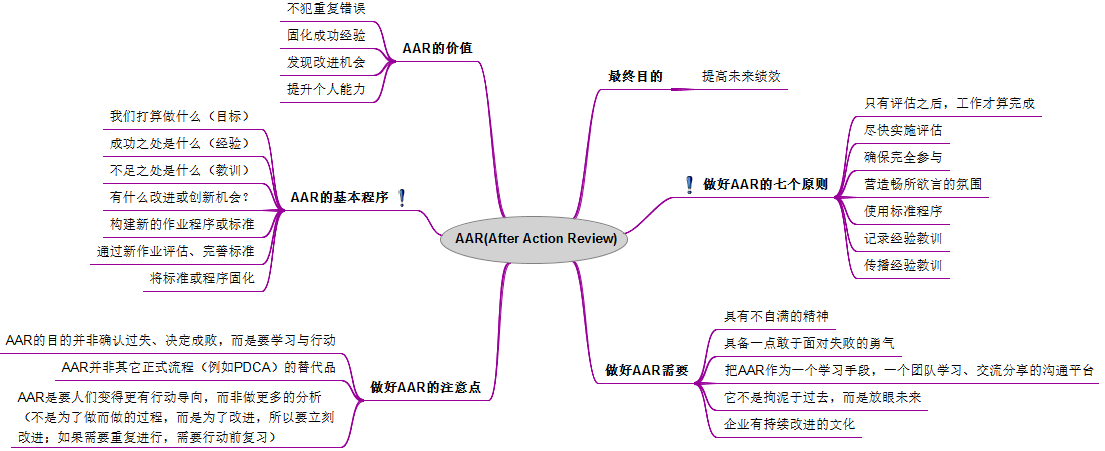 AAR(After Action Review)
AAR的价值
不犯重复错误
固化成功经验
发现改进机会
提升个人能力
AAR的基本程序
我们打算做什么（目标）
成功之处是什么（经验）
不足之处是什么（教训）
有什么改进或创新机会?
构建新的作业程序或标准
通过新作业评估、完善标准
将标准或程序固化
做好AAR的注意点
AAR的目的并非确认过失、决定成败，而是要学习与行动
AAR并非其它正式流程（例如PDCA）的替代品
AAR是要人们变得更有行动导向，而非做更多的分析
（不是为了做而做的过程，而是为了改进，所以要立刻
改进；如果需要重复进行，需要行动前复习）
最终目的
提高未来绩效
做好AAR的七个原则
只有评估之后，工作才算完成
尽快实施评估
确保完全参与
营造畅所欲言的氛围
使用标准程序
记录经验教训
传播经验教训
做好AAR需要
具有不自满的精神
具备一点敢于面对失败的勇气
把AAR作为一个学习手段，一个团队学习、交流分享的沟通平台
它不是拘泥于过去，而是放眼未来
企业有持续改进的文化